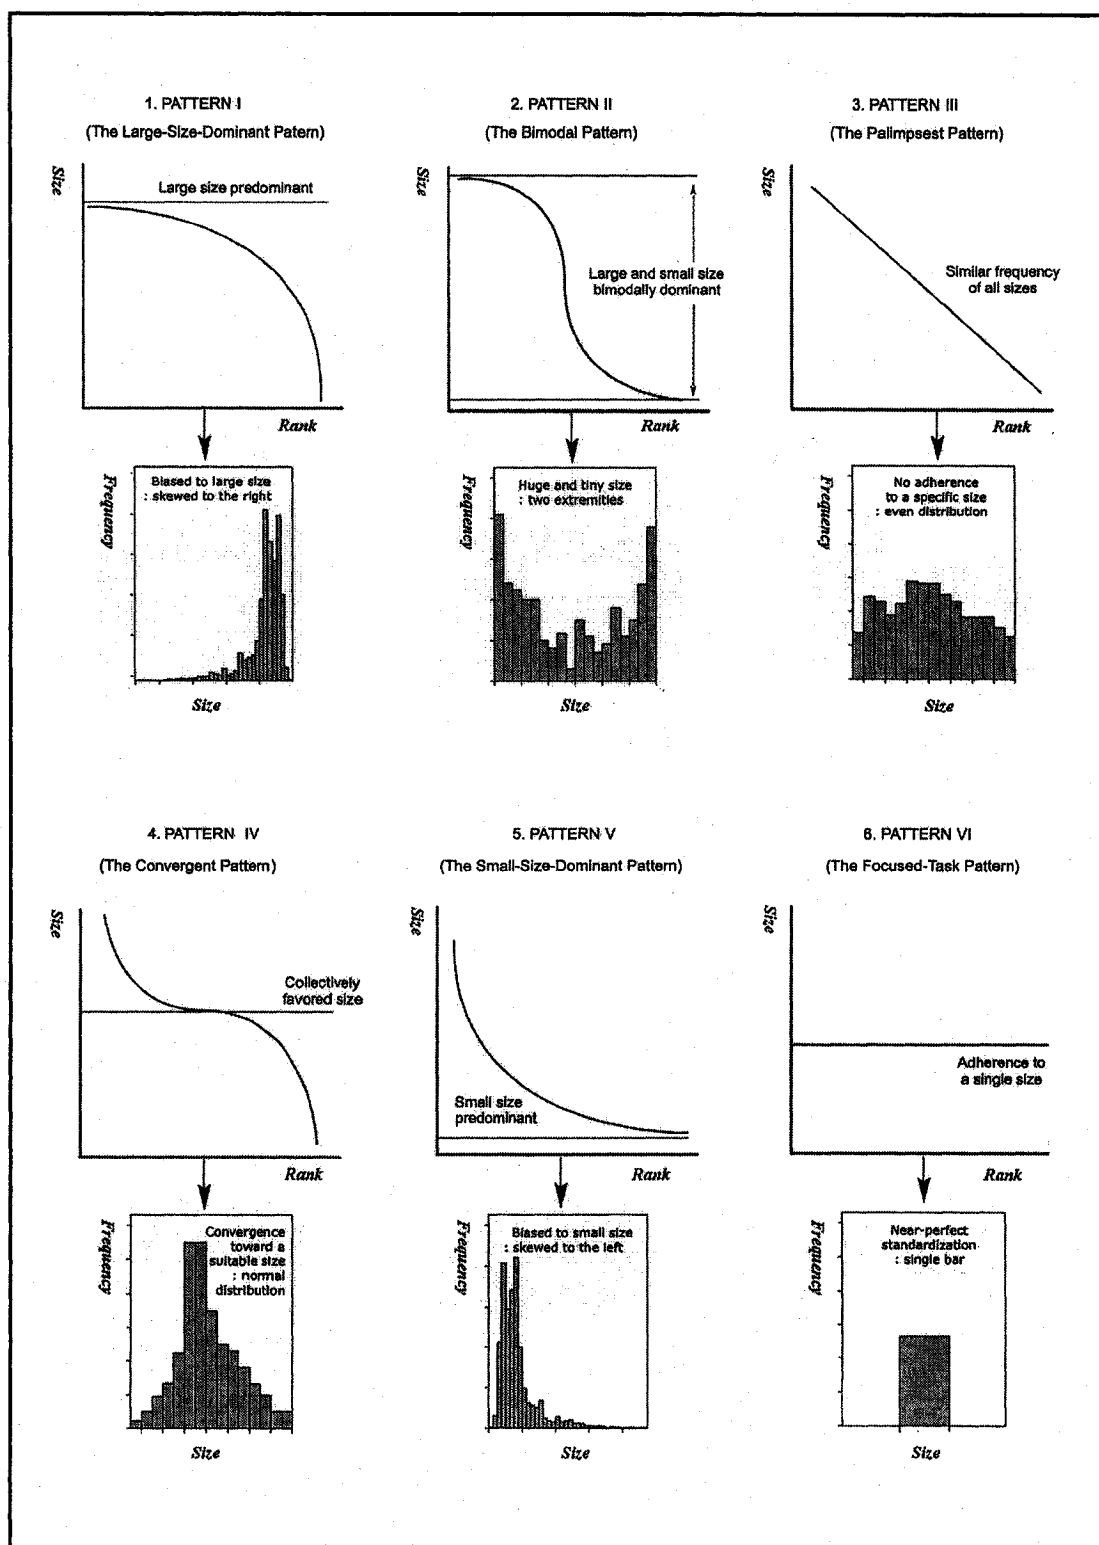 1. PATTERN I
(The Large-Size-Dominant Patern)
Size
Large size predominant
Rank
Frequency
Biased to large size
: skewed to the right
Size
2. PATTERN II
(The Bimodal Pattern)
Size
Large and small size
bimodally dominant
Rank
Frequency
Huge and tiny size
: two extremities
Size
3. PATTERN III
(The Palimpsest Pattern)
Size
Similar frequency
of all sizes
Rank
Frequency
No adherence
to a specific size
: even distribution
Size
4. PATTERN IV
(The Convergent Pattern)
Size
Collectively
favored size
Rank
Frequency
Convergence
toward a
suitable size
: normal
distribution
Size
5. PATTERN V
(The Small-Size-Dominant Pattern)
Size
Small size
predominant
Rank
Frequency
Biased to small size
: skewed to the left
Size
6. PATTERN VI
(The Focused-Task Pattern)
Size
Adherence to
a single size
Rank
Frequency
Near-perfect
standardization
: single bar
Size